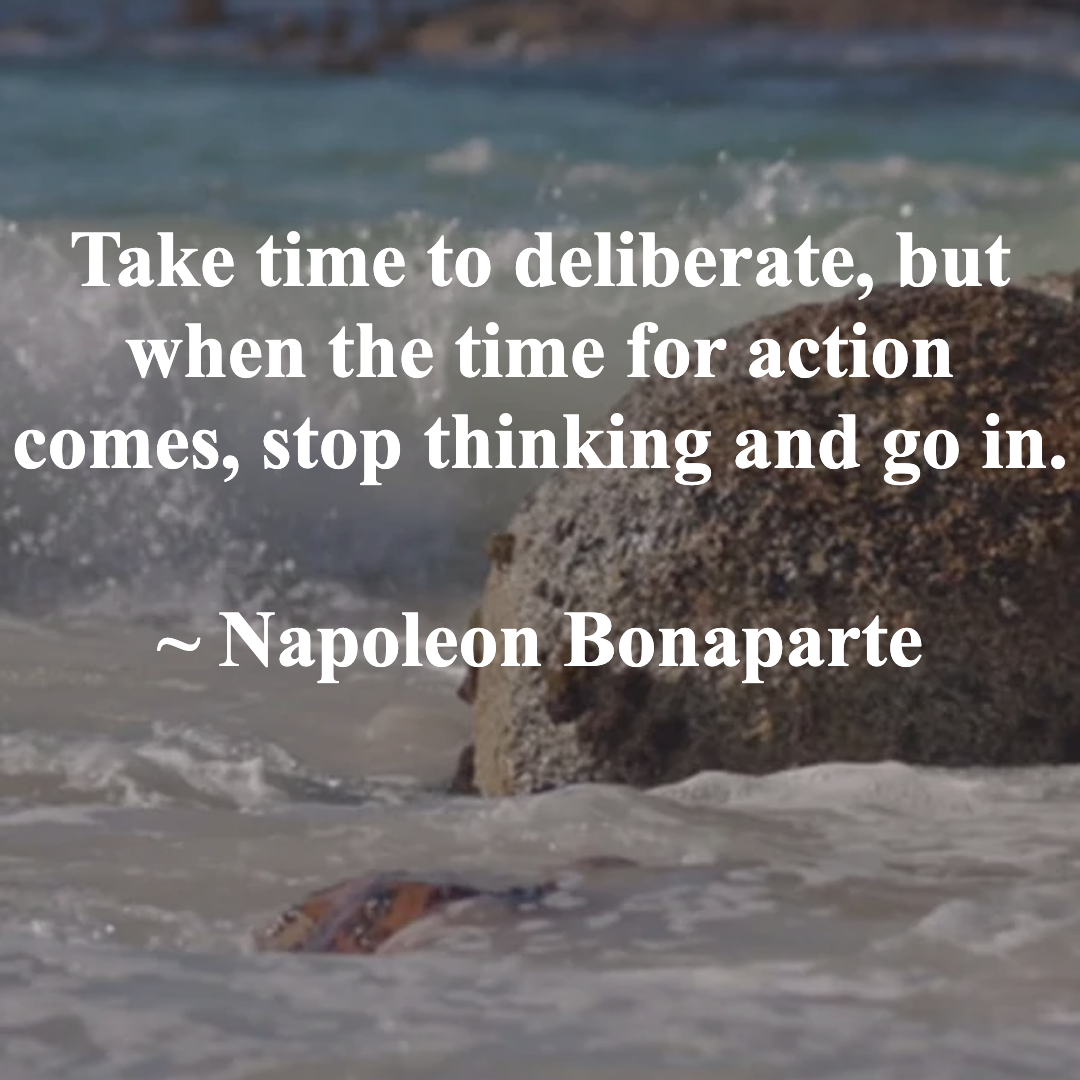 Take time to deliberate, but
when the time for action
comes, stop thinking and go in.
~ Napoleon Bonaparte